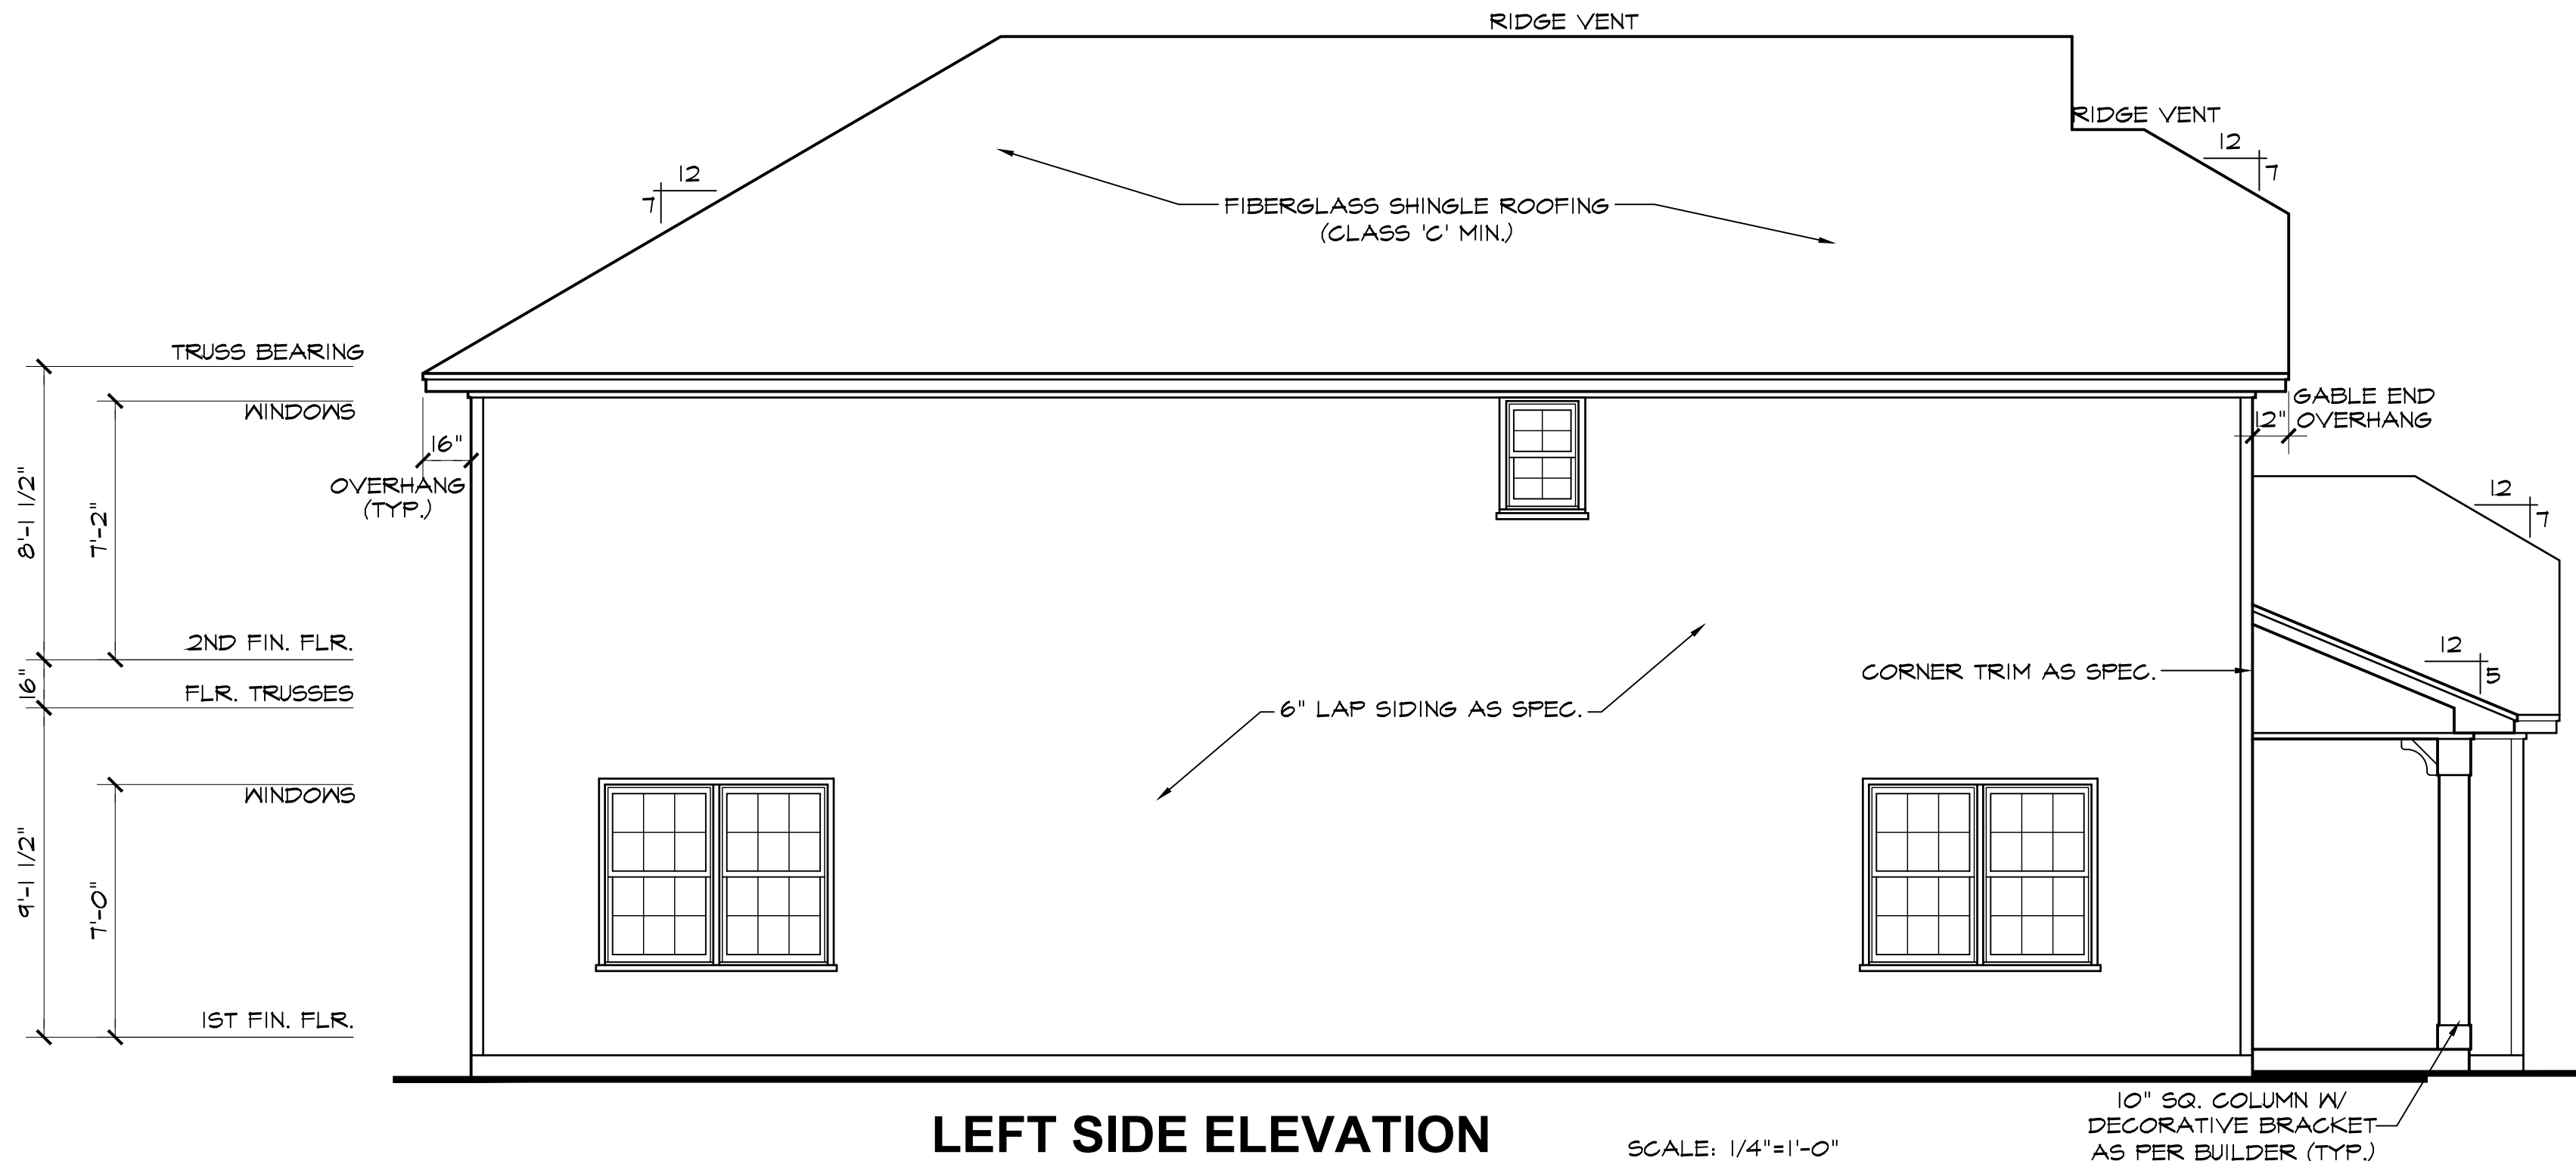 RIDGE VENT
RIDGE VENT
12
7
12
7
FIBERGLASS SHINGLE ROOFING
(CLASS 'C' MIN.)
TRUSS BEARING
WINDOWS
8'-1 1/2"
7'-2"
16"
OVERHANG
(TYP.)
GABLE END
12" OVERHANG
12
7
2ND FIN. FLR.
16"
FLR. TRUSSES
CORNER TRIM AS SPEC.
12
5
6" LAP SIDING AS SPEC.
WINDOWS
9'-1 1/2"
7'-0"
1ST FIN. FLR.
LEFT SIDE ELEVATION
SCALE: 1/4"=1'-0"
10" SQ. COLUMN W/
DECORATIVE BRACKET
AS PER BUILDER (TYP.)